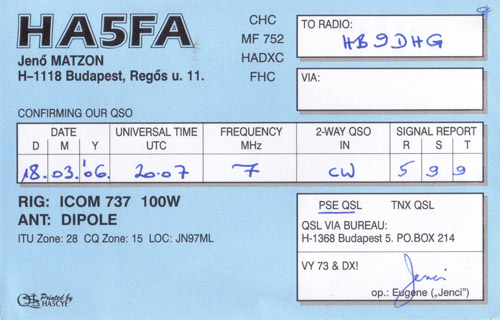 HA5FA
Jenő MATZON
H–1118 Budapest, Regős u. 11.
CHC
MF 752
HADXC
FHC
TO RADIO:
HB9DHG
VIA:
CONFIRMING OUR QSO
DATE
D M Y
UNIVERSAL TIME
UTC
FREQUENCY
MHz
2-WAY QSO
IN
SIGNAL REPORT
R S T
18. 03. '06. 20.07 7 CW 5 9 9
RIG: ICOM 737 100W
ANT: DIPOLE
ITU Zone: 28 CQ Zone: 15 LOC: JN97ML
PSE QSL TNX QSL
QSL VIA BUREAU:
H-1368 Budapest 5. P.O.BOX 214
VY 73 & DX!
Jenci
op.: Eugène („Jenci")
Printed by
HA5CYE